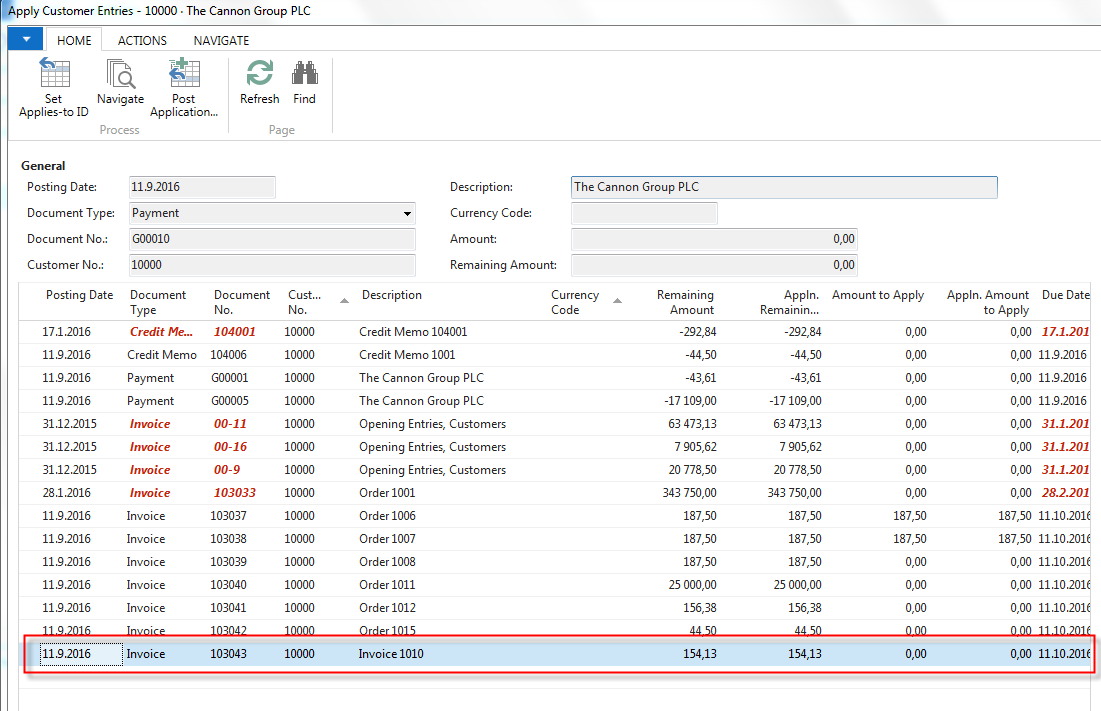 Apply Customer Entries - 10000 · The Cannon Group PLC
HOME ACTIONS NAVIGATE
Set Applies-to ID
Navigate
Post Application...
Refresh
Find
Process
Page
General
Posting Date: 11.9.2016 Description: The Cannon Group PLC
Document Type: Payment Currency Code:
Document No.: G00010 Amount: 0,00
Customer No.: 10000 Remaining Amount: 0,00
Posting Date Document Type Document No. Cust... No. Description Currency Code Remaining Amount Appln. Remainin... Amount to Apply Appln. Amount to Apply Due Date
17.1.2016 Credit Me... 104001 10000 Credit Memo 104001 -292,84 -292,84 0,00 0,00 17.1.201
11.9.2016 Credit Memo 104006 10000 Credit Memo 1001 -44,50 -44,50 0,00 0,00 11.9.2016
11.9.2016 Payment G00001 10000 The Cannon Group PLC -43,61 -43,61 0,00 0,00 11.9.2016
11.9.2016 Payment G00005 10000 The Cannon Group PLC -17 109,00 -17 109,00 0,00 0,00 11.9.2016
31.12.2015 Invoice 00-11 10000 Opening Entries, Customers 63 473,13 63 473,13 0,00 0,00 31.1.201
31.12.2015 Invoice 00-16 10000 Opening Entries, Customers 7 905,62 7 905,62 0,00 0,00 31.1.201
31.12.2015 Invoice 00-9 10000 Opening Entries, Customers 20 778,50 20 778,50 0,00 0,00 31.1.201
28.1.2016 Invoice 103033 10000 Order 1001 343 750,00 343 750,00 0,00 0,00 28.2.201
11.9.2016 Invoice 103037 10000 Order 1006 187,50 187,50 187,50 187,50 11.10.2016
11.9.2016 Invoice 103038 10000 Order 1007 187,50 187,50 187,50 187,50 11.10.2016
11.9.2016 Invoice 103039 10000 Order 1008 187,50 187,50 0,00 0,00 11.10.2016
11.9.2016 Invoice 103040 10000 Order 1011 25 000,00 25 000,00 0,00 0,00 11.10.2016
11.9.2016 Invoice 103041 10000 Order 1012 156,38 156,38 0,00 0,00 11.10.2016
11.9.2016 Invoice 103042 10000 Order 1015 44,50 44,50 0,00 0,00 11.10.2016
11.9.2016 Invoice 103043 10000 Invoice 1010 154,13 154,13 0,00 0,00 11.10.2016